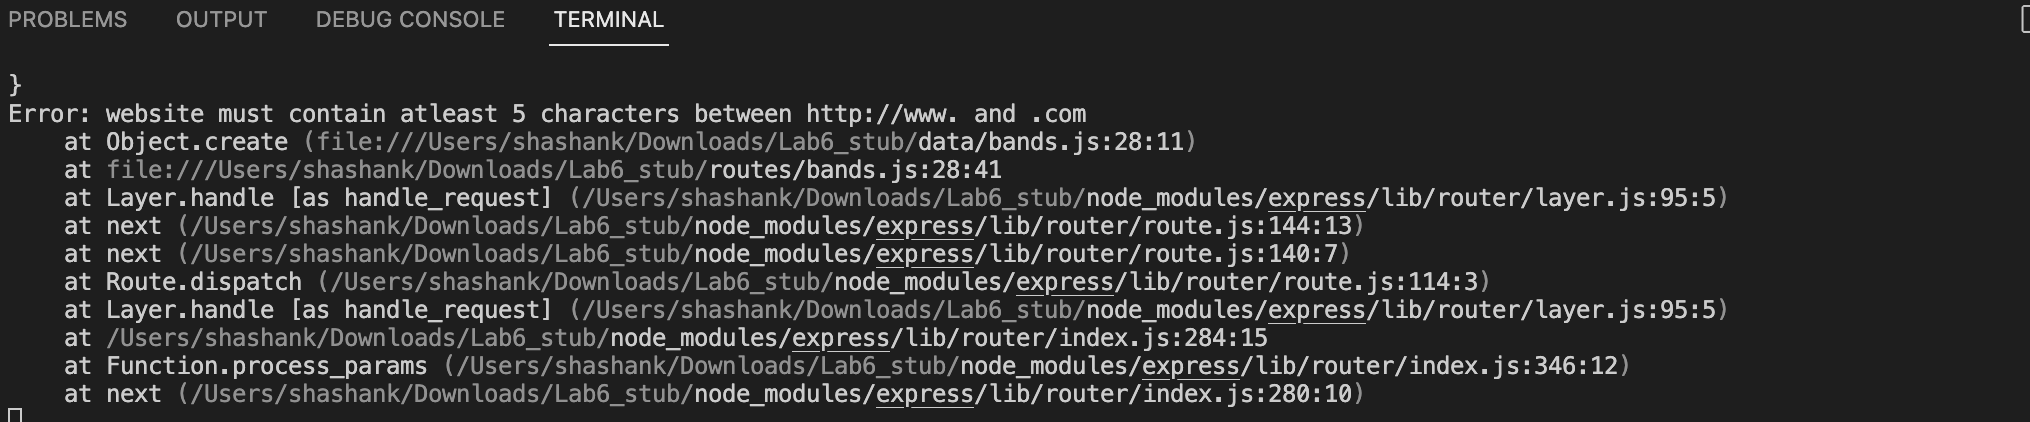 PROBLEMS OUTPUT DEBUG CONSOLE TERMINAL
}
Error: website must contain atleast 5 characters between http://www. and .com
at Object.create (file:///Users/shashank/Downloads/Lab6_stub/data/bands.js:28:11)
at file:///Users/shashank/Downloads/Lab6_stub/routes/bands.js:28:41
at Layer.handle [as handle_request] (/Users/shashank/Downloads/Lab6_stub/node_modules/express/lib/router/layer.js:95:5)
at next (/Users/shashank/Downloads/Lab6_stub/node_modules/express/lib/router/route.js:144:13)
at next (/Users/shashank/Downloads/Lab6_stub/node_modules/express/lib/router/route.js:140:7)
at Route.dispatch (/Users/shashank/Downloads/Lab6_stub/node_modules/express/lib/router/route.js:114:3)
at Layer.handle [as handle_request] (/Users/shashank/Downloads/Lab6_stub/node_modules/express/lib/router/layer.js:95:5)
at /Users/shashank/Downloads/Lab6_stub/node_modules/express/lib/router/index.js:284:15
at Function.process_params (/Users/shashank/Downloads/Lab6_stub/node_modules/express/lib/router/index.js:346:12)
at next (/Users/shashank/Downloads/Lab6_stub/node_modules/express/lib/router/index.js:280:10)